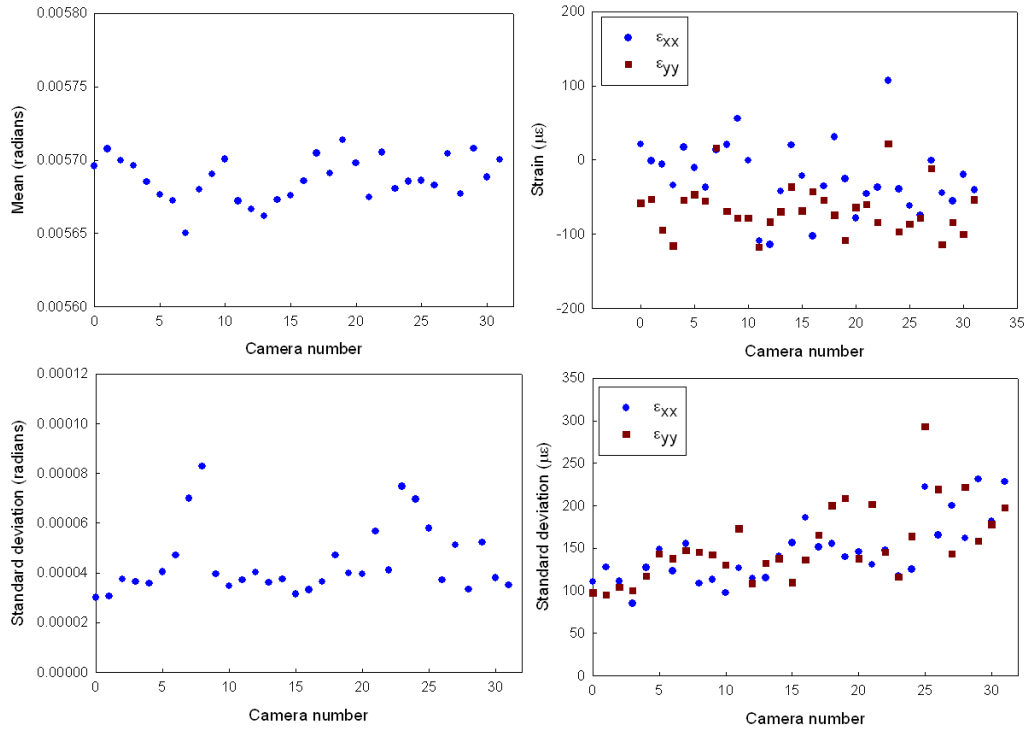 0.00580
0.00575
0.00570
0.00565
0.00560
Mean (radians)
0 5 10 15 20 25 30
Camera number
200
100
0
-100
-200
Strain (με)
εxx
εyy
0 5 10 15 20 25 30 35
Camera number
0.00012
0.00010
0.00008
0.00006
0.00004
0.00002
0.00000
Standard deviation (radians)
0 5 10 15 20 25 30
Camera number
350
300
250
200
150
100
50
0
Standard deviation (με)
εxx
εyy
0 5 10 15 20 25 30
Camera number